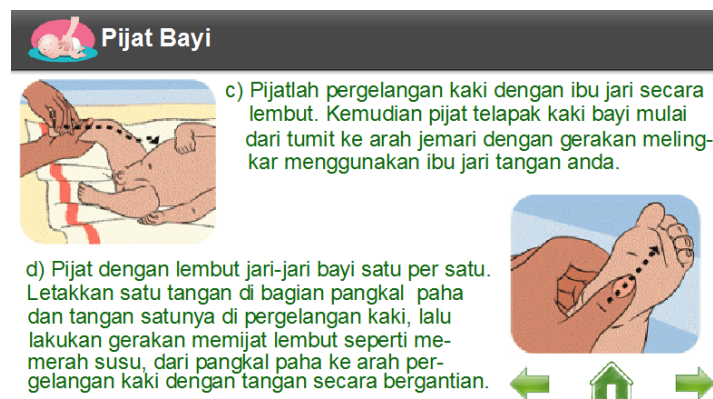 Pijat Bayi
c) Pijatlah pergelangan kaki dengan ibu jari secara
lembut. Kemudian pijat telapak kaki bayi mulai
dari tumit ke arah jemari dengan gerakan meling-
kar menggunakan ibu jari tangan anda.
d) Pijat dengan lembut jari-jari bayi satu per satu.
Letakkan satu tangan di bagian pangkal paha
dan tangan satunya di pergelangan kaki, lalu
lakukan gerakan memijat lembut seperti me-
merah susu, dari pangkal paha ke arah per-
gelangan kaki dengan tangan secara bergantian.